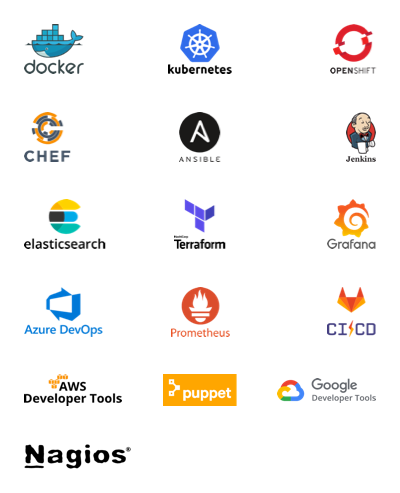 docker
kubernetes
OPENSHIFT
CHEF
ANSIBLE
Jenkins
elasticsearch
HashiCorp
Terraform
Grafana
Azure DevOps
Prometheus
CI/CD
AWS
Developer Tools
puppet
Google
Developer Tools
Nagios®